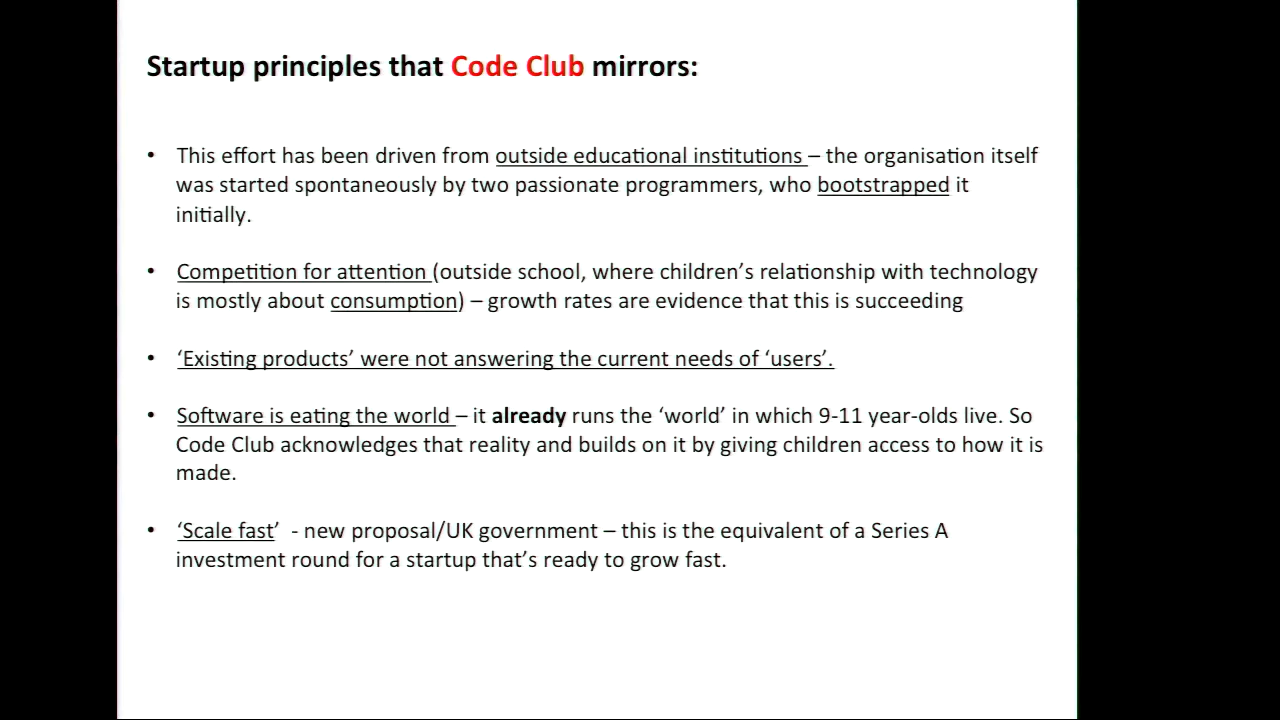 Startup principles that Code Club mirrors:
• This effort has been driven from outside educational institutions – the organisation itself
was started spontaneously by two passionate programmers, who bootstrapped it
initially.
• Competition for attention (outside school, where children’s relationship with technology
is mostly about consumption) – growth rates are evidence that this is succeeding
• ‘Existing products’ were not answering the current needs of ‘users’.
• Software is eating the world – it already runs the ‘world’ in which 9-11 year-olds live. So
Code Club acknowledges that reality and builds on it by giving children access to how it is
made.
• ‘Scale fast’ - new proposal/UK government – this is the equivalent of a Series A
investment round for a startup that’s ready to grow fast.